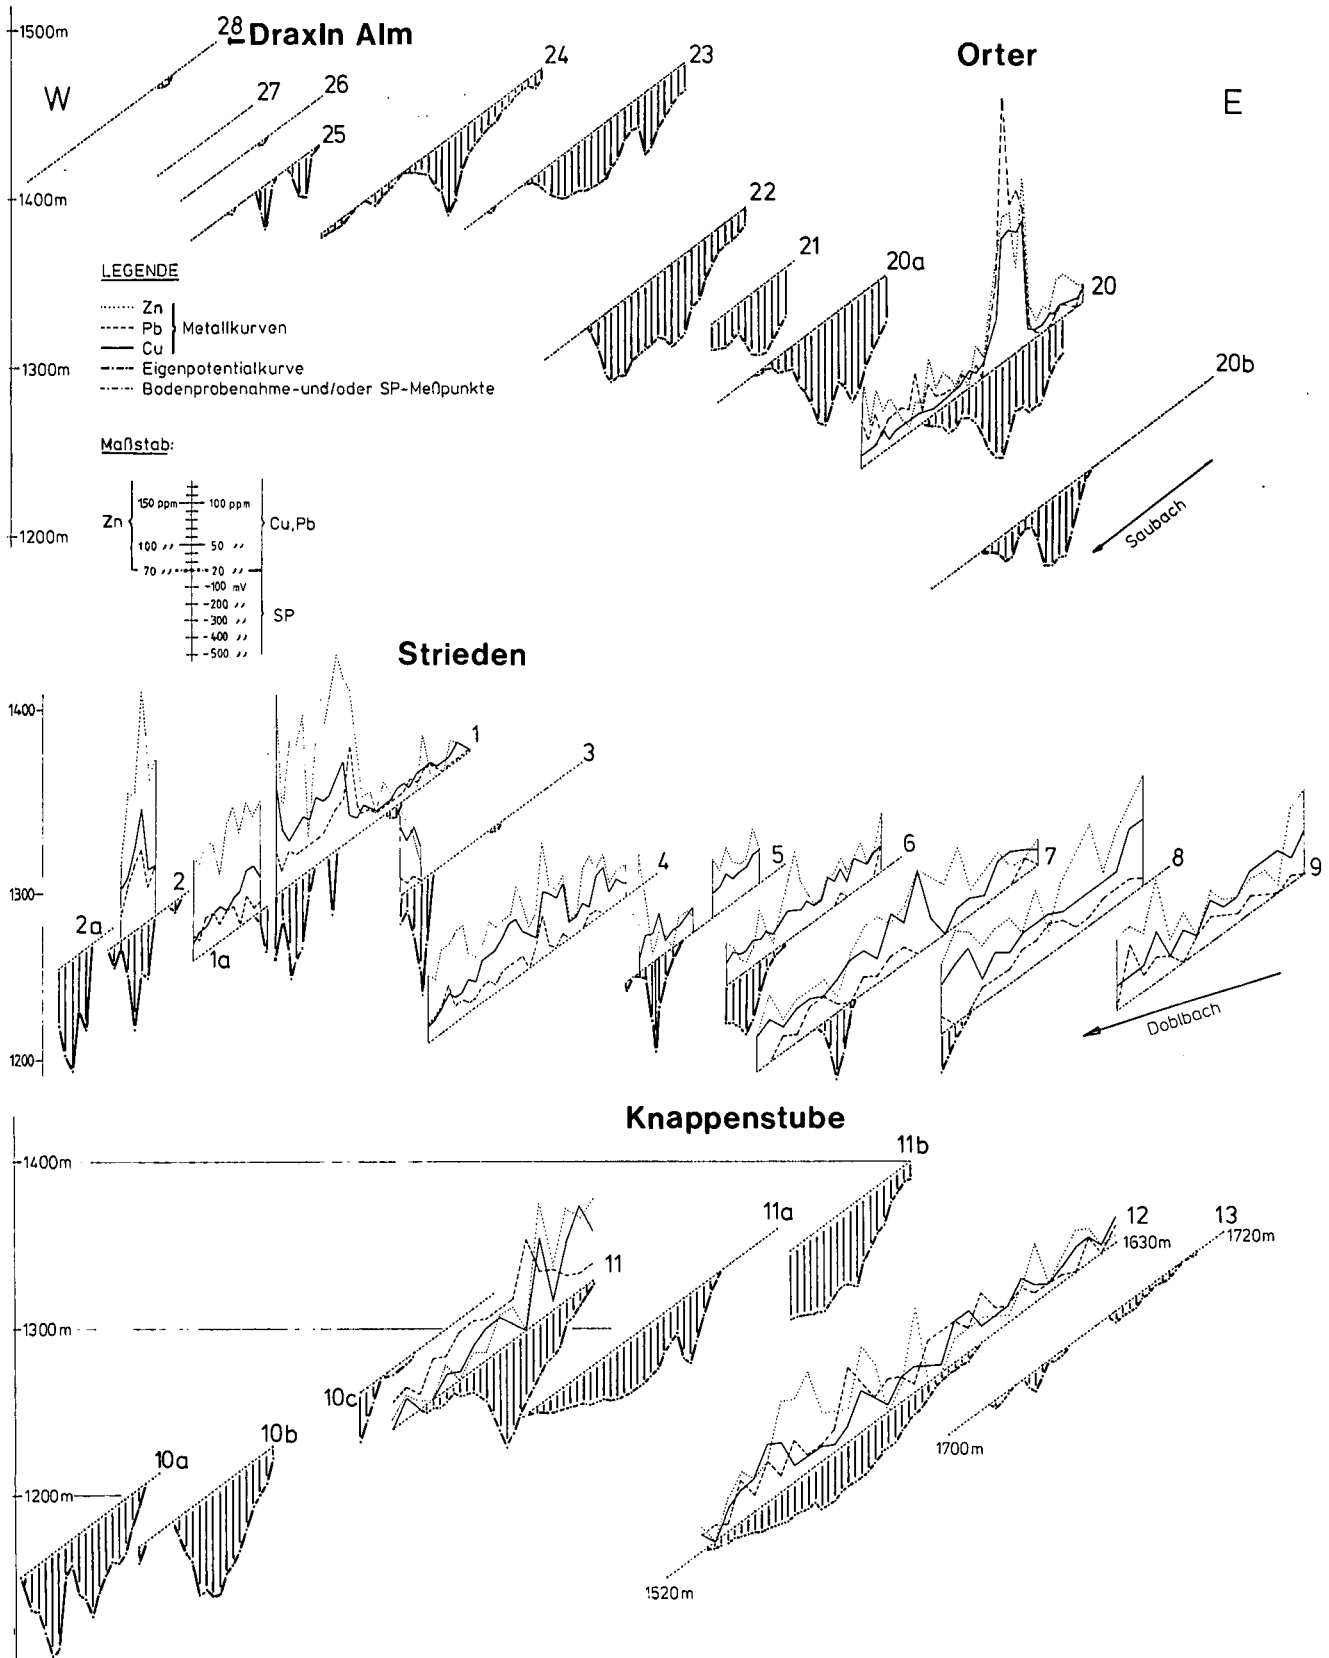 1500m
28
Draxln Alm
24
23
Orter
W
27
26
E
25
1400m
22
21
20a
20
LEGENDE
Zn
Pb
Metallkurven
Cu
Eigenpotentialkurve
Bodenprobenahme-und/oder SP-Meßpunkte
1300m
20b
Maßstab:
150 ppm 100 ppm
Zn
Cu,Pb
100 ,, 50 ,,
70 ,, 20 ,,
-100 mV
-200 ,,
SP
-300 ,,
-400 ,,
-500 ,,
1200m
Saubach
Strieden
1400
1
3
4
5
6
7
8
9
1300
2
2a
1a
Doblbach
1200
Knappenstube
11b
1400m
11a
12
13
1630m
1720m
11
1300m
10c
10b
1700m
10a
1200m
1520m